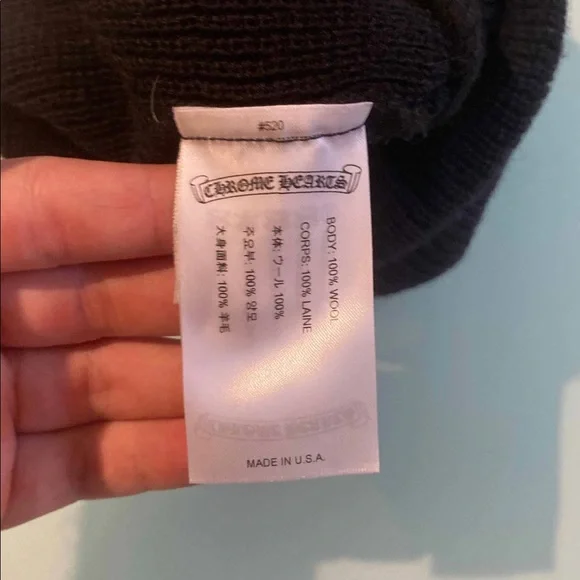 #520
CHROME HEARTS
BODY: 100% WOOL
CORPS: 100% LAINE
本体: ウール 100%
주요부: 100% 양모
大身面料: 100% 羊毛
MADE IN U.S.A.